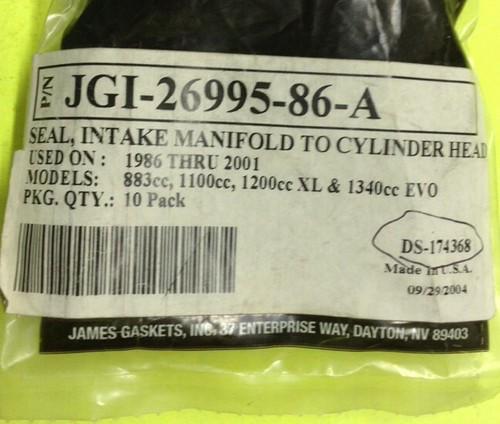 P/N JGI-26995-86-A
SEAL, INTAKE MANIFOLD TO CYLINDER HEAD
USED ON : 1986 THRU 2001
MODELS: 883cc, 1100cc, 1200cc XL & 1340cc EVO
PKG. QTY.: 10 Pack
DS-174368
Made in U.S.A.
09/29/2004
JAMES GASKETS, INC, 37 ENTERPRISE WAY, DAYTON, NV 89403